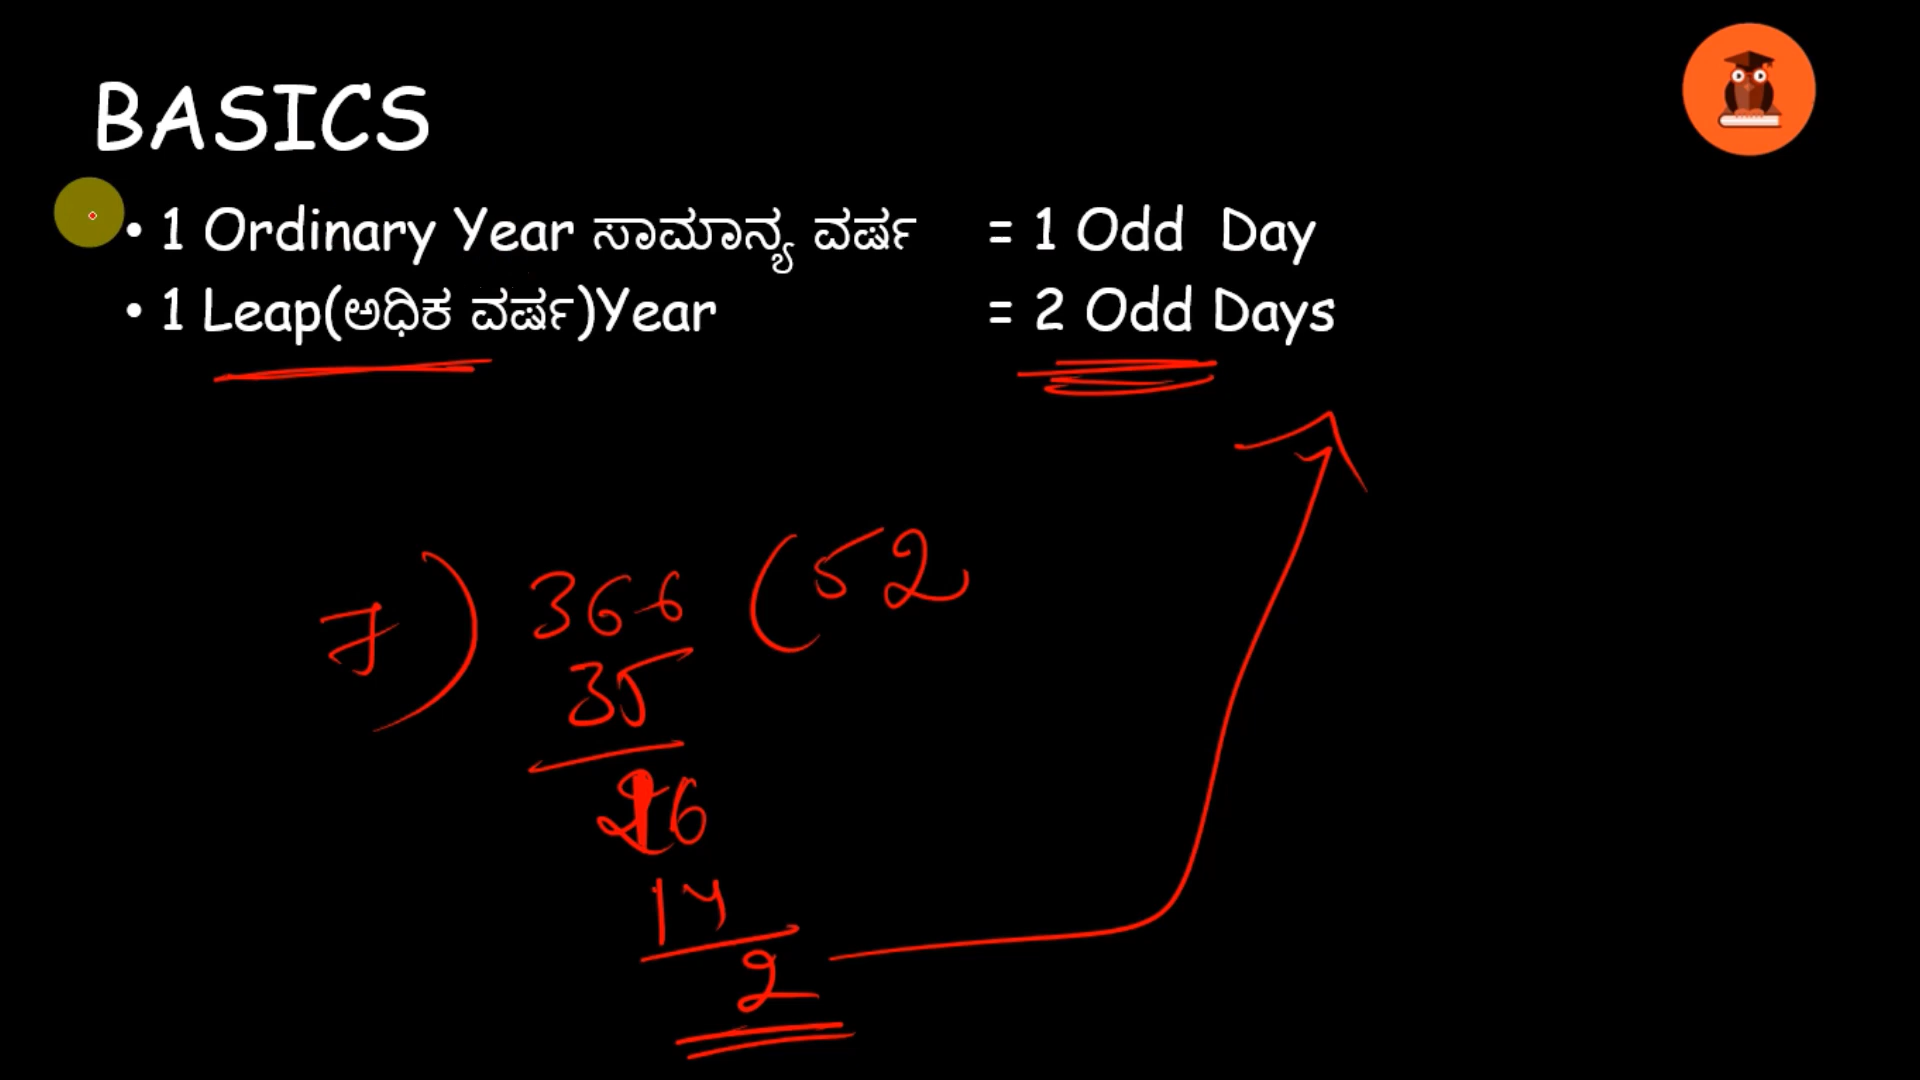 BASICS
• 1 Ordinary Year ಸಾಮಾನ್ಯ ವರ್ಷ = 1 Odd Day
• 1 Leap(ಅಧಿಕ ವರ್ಷ)Year = 2 Odd Days
7) 366 (52
35
16
14
2